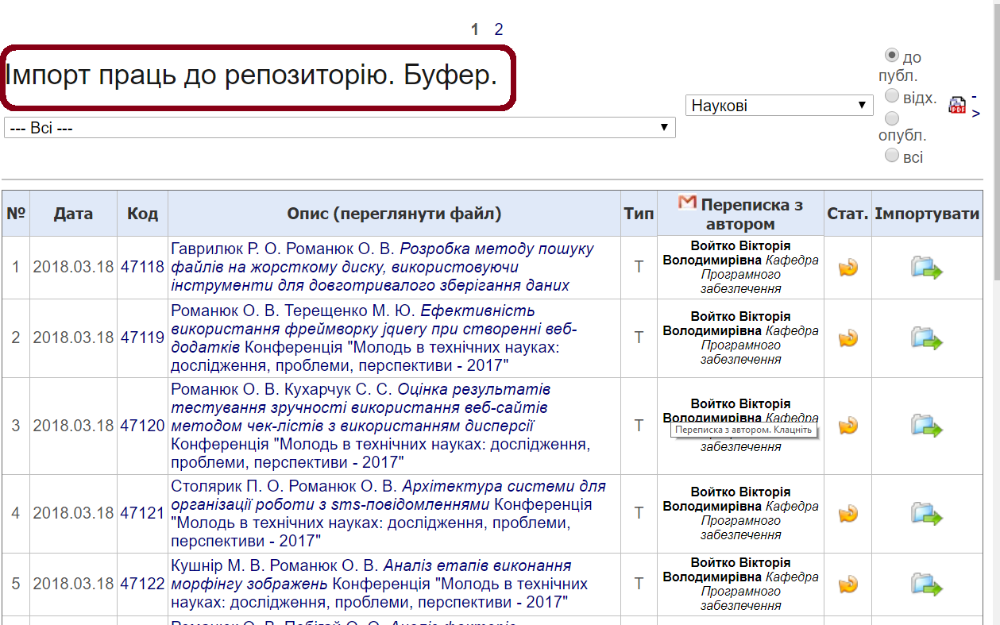 1 2
Імпорт праць до репозиторію. Буфер.
--- Всі ---
Наукові
до
публ.
відх.
опубл.
всі
PDF
-
>
№ Дата Код Опис (переглянути файл) Тип Переписка з автором Стат. Імпортувати
1 2018.03.18 47118
Гаврилюк Р. О. Романюк О. В. Розробка методу пошуку
файлів на жорсткому диску, використовуючи
інструменти для довготривалого зберігання даних
Т
Войтко Вікторія
Володимирівна Кафедра
Програмного
забезпечення
2 2018.03.18 47119
Романюк О. В. Терещенко М. Ю. Ефективність
використання фреймворку jquery при створенні веб-
додатків Конференція "Молодь в технічних науках:
дослідження, проблеми, перспективи - 2017"
Т
Войтко Вікторія
Володимирівна Кафедра
Програмного
забезпечення
3 2018.03.18 47120
Романюк О. В. Кухарчук С. С. Оцінка результатів
тестування зручності використання веб-сайтів
методом чек-лістів з використанням дисперсії
Конференція "Молодь в технічних науках: дослідження,
проблеми, перспективи - 2017"
Т
Войтко Вікторія
Володимирівна Кафедра
Переписка з автором. Клацніть
забезпечення
4 2018.03.18 47121
Столярик П. О. Романюк О. В. Архітектура системи для
організації роботи з sms-повідомленнями Конференція
"Молодь в технічних науках: дослідження, проблеми,
перспективи - 2017"
Т
Войтко Вікторія
Володимирівна Кафедра
Програмного
забезпечення
5 2018.03.18 47122
Кушнір М. В. Романюк О. В. Аналіз етапів виконання
морфінгу зображень Конференція "Молодь в технічних
науках: дослідження, проблеми, перспективи - 2017"
Т
Войтко Вікторія
Володимирівна Кафедра
Програмного
забезпечення